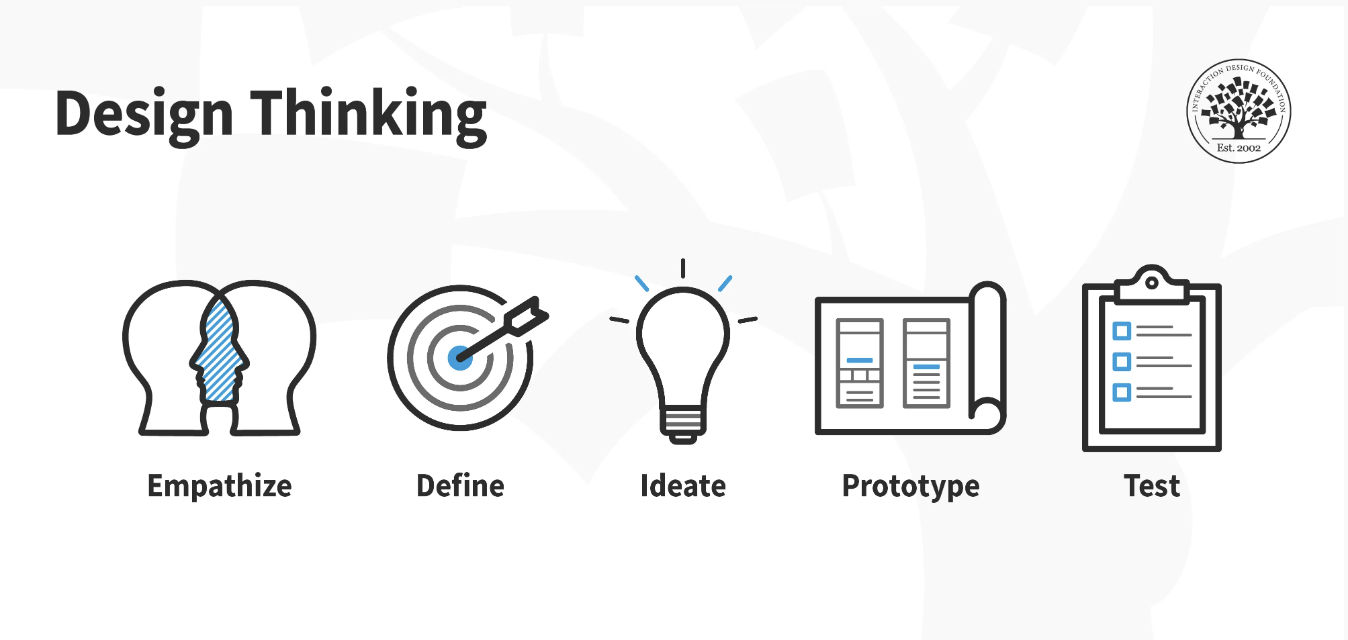 Design Thinking
INTERACTION DESIGN FOUNDATION
Est. 2002
Empathize
Define
Ideate
Prototype
Test